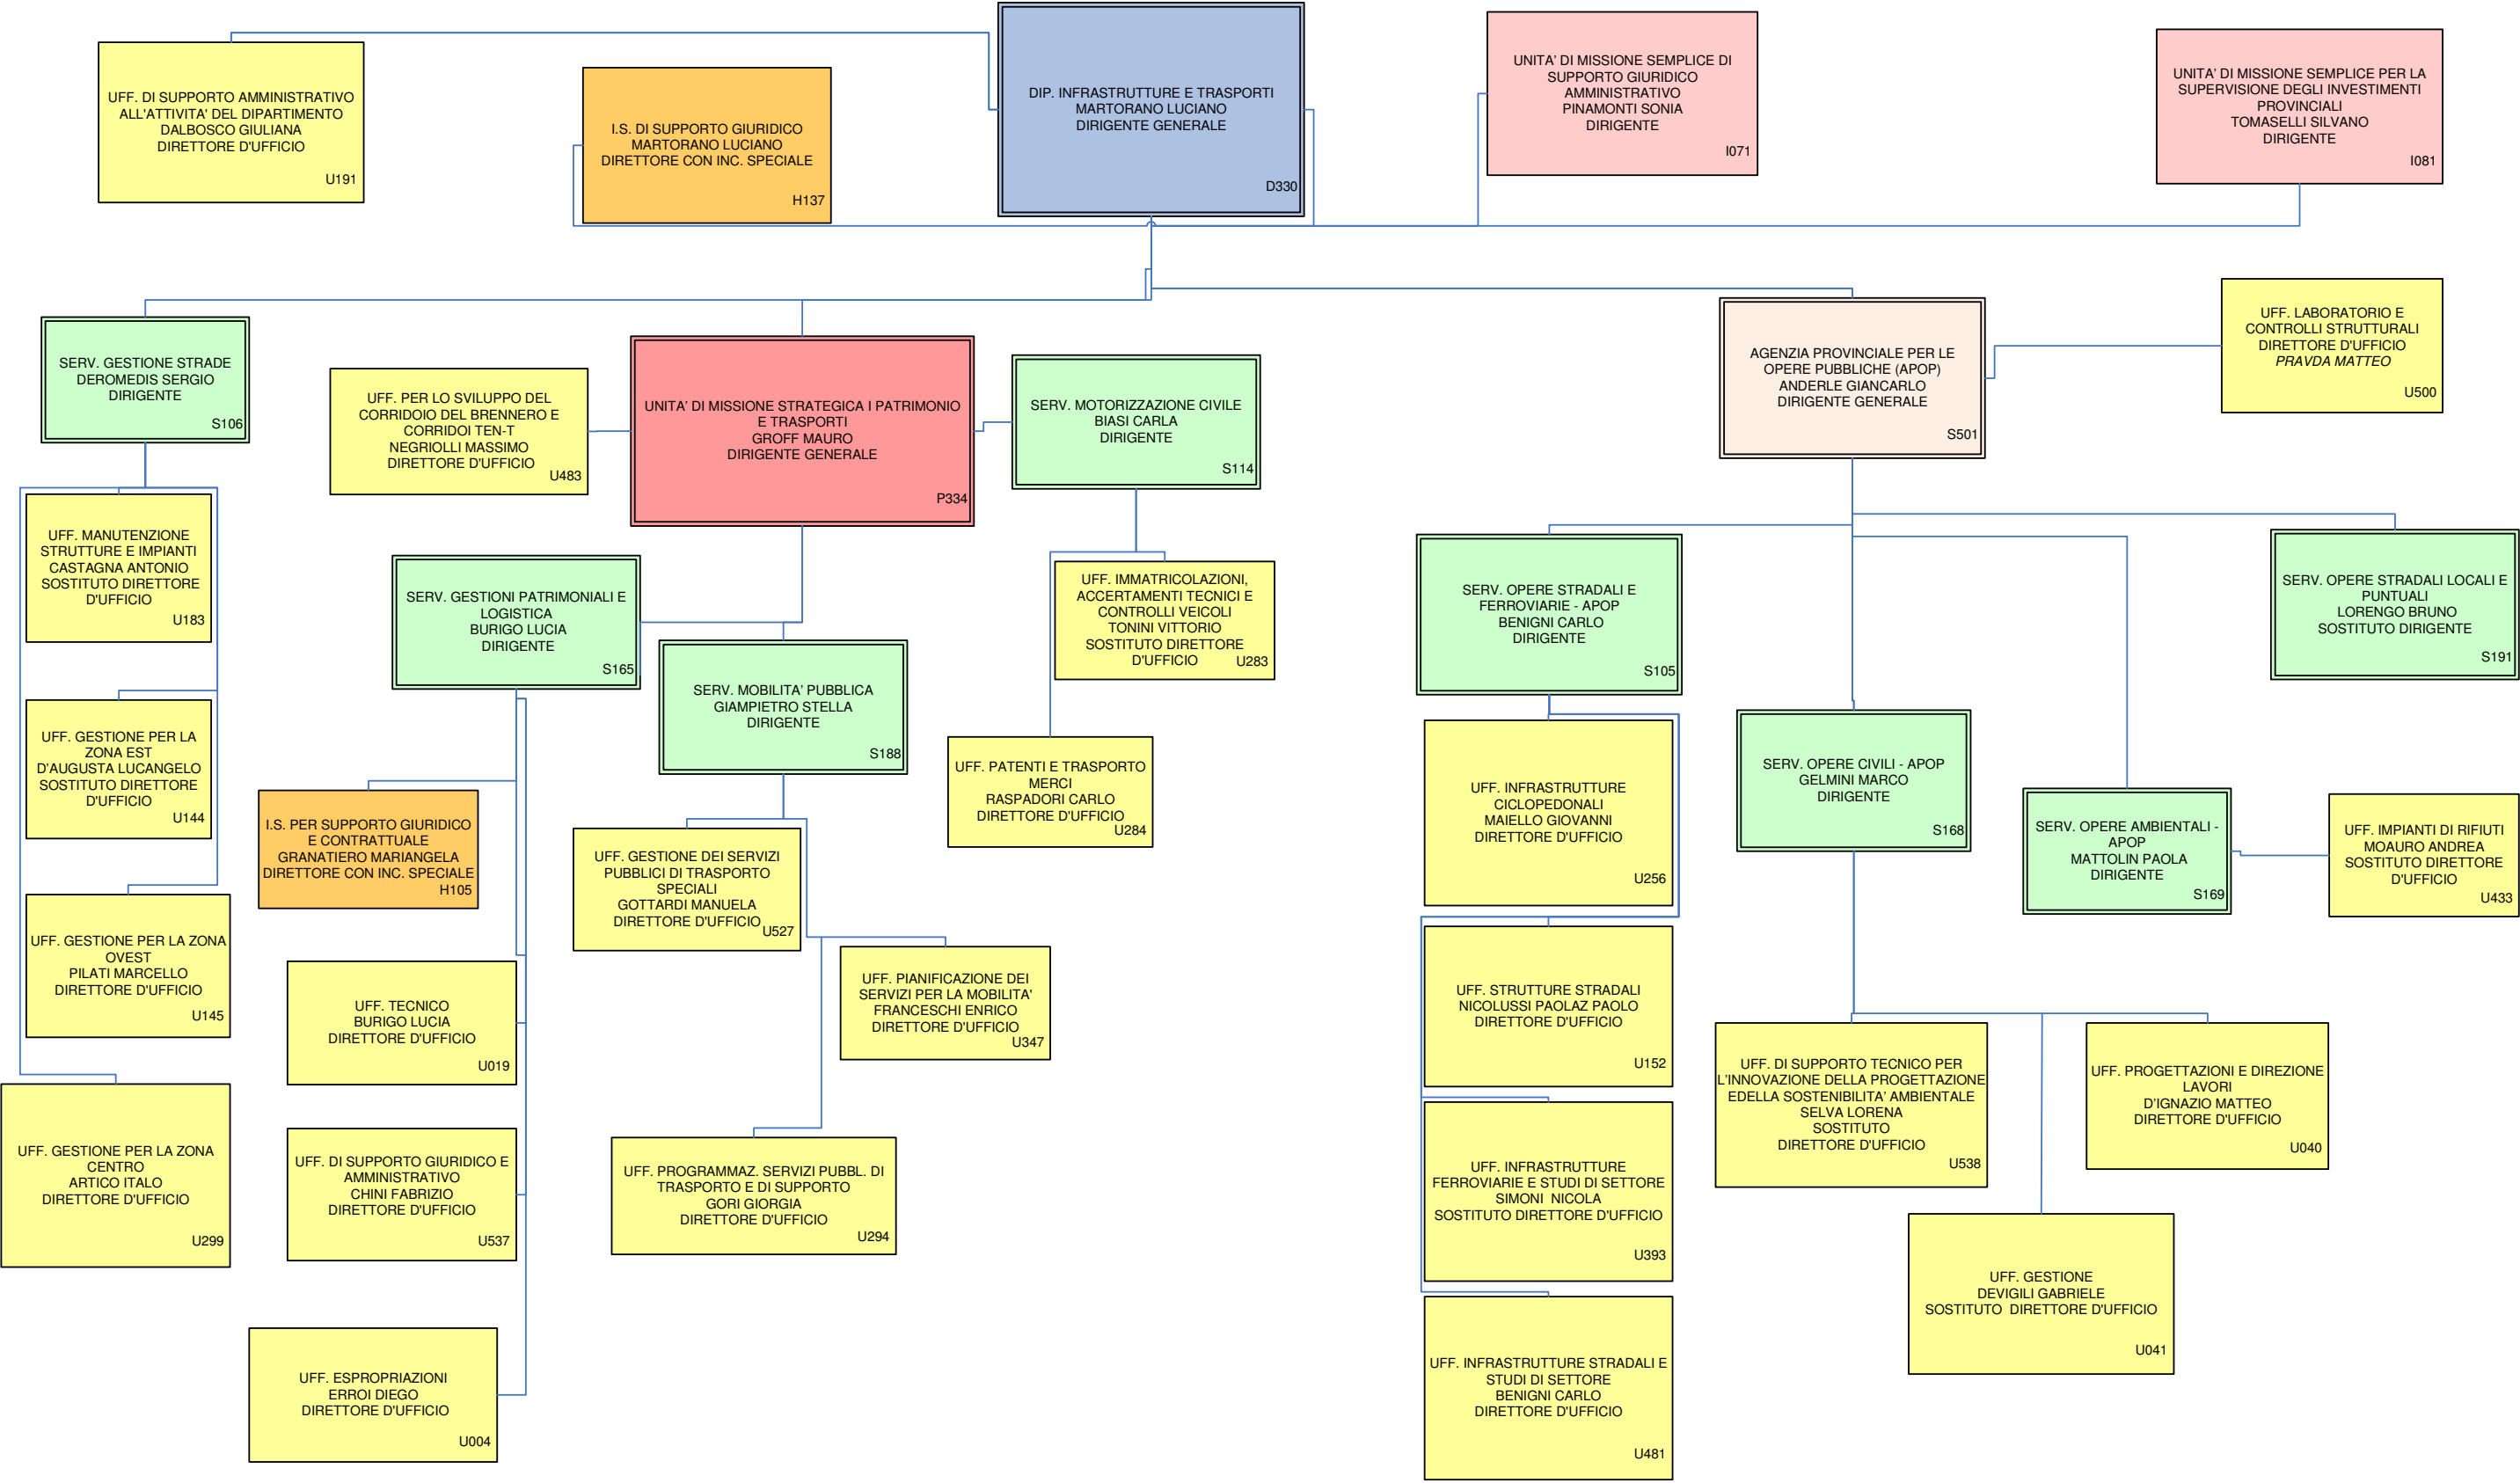 UFF. DI SUPPORTO AMMINISTRATIVO
ALL'ATTIVITA' DEL DIPARTIMENTO
DALBOSCO GIULIANA
DIRETTORE D'UFFICIO
U191
I.S. DI SUPPORTO GIURIDICO
MARTORANO LUCIANO
DIRETTORE CON INC. SPECIALE
H137
DIP. INFRASTRUTTURE E TRASPORTI
MARTORANO LUCIANO
DIRIGENTE GENERALE
D330
UNITA' DI MISSIONE SEMPLICE DI
SUPPORTO GIURIDICO
AMMINISTRATIVO
PINAMONTI SONIA
DIRIGENTE
I071
UNITA' DI MISSIONE SEMPLICE PER LA
SUPERVISIONE DEGLI INVESTIMENTI
PROVINCIALI
TOMASELLI SILVANO
DIRIGENTE
I081
SERV. GESTIONE STRADE
DEROMEDIS SERGIO
DIRIGENTE
S106
UFF. PER LO SVILUPPO DEL
CORRIDOIO DEL BRENNERO E
CORRIDOI TEN-T
NEGRIOLLI MASSIMO
DIRETTORE D'UFFICIO
U483
UNITA' DI MISSIONE STRATEGICA I PATRIMONIO
E TRASPORTI
GROFF MAURO
DIRIGENTE GENERALE
P334
SERV. MOTORIZZAZIONE CIVILE
BIASI CARLA
DIRIGENTE
S114
AGENZIA PROVINCIALE PER LE
OPERE PUBBLICHE (APOP)
ANDERLE GIANCARLO
DIRIGENTE GENERALE
S501
UFF. LABORATORIO E
CONTROLLI STRUTTURALI
DIRETTORE D'UFFICIO
PRAVDA MATTEO
U500
UFF. MANUTENZIONE
STRUTTURE E IMPIANTI
CASTAGNA ANTONIO
SOSTITUTO DIRETTORE
D'UFFICIO
U183
SERV. GESTIONI PATRIMONIALI E
LOGISTICA
BURIGO LUCIA
DIRIGENTE
S165
SERV. MOBILITA' PUBBLICA
GIAMPIETRO STELLA
DIRIGENTE
S188
UFF. IMMATRICOLAZIONI,
ACCERTAMENTI TECNICI E
CONTROLLI VEICOLI
TONINI VITTORIO
SOSTITUTO DIRETTORE
D'UFFICIO
U283
SERV. OPERE STRADALI E
FERROVIARIE - APOP
BENIGNI CARLO
DIRIGENTE
S105
SERV. OPERE STRADALI LOCALI E
PUNTUALI
LORENGO BRUNO
SOSTITUTO DIRIGENTE
S191
UFF. GESTIONE PER LA
ZONA EST
D'AUGUSTA LUCANGELO
SOSTITUTO DIRETTORE
D'UFFICIO
U144
UFF. PATENTI E TRASPORTO
MERCI
RASPADORI CARLO
DIRETTORE D'UFFICIO
U284
UFF. INFRASTRUTTURE
CICLOPEDONALI
MAIELLO GIOVANNI
DIRETTORE D'UFFICIO
U256
SERV. OPERE CIVILI - APOP
GELMINI MARCO
DIRIGENTE
S168
SERV. OPERE AMBIENTALI -
APOP
MATTOLIN PAOLA
DIRIGENTE
S169
UFF. IMPIANTI DI RIFIUTI
MOAURO ANDREA
SOSTITUTO DIRETTORE
D'UFFICIO
U433
I.S. PER SUPPORTO GIURIDICO
E CONTRATTUALE
GRANATIERO MARIANGELA
DIRETTORE CON INC. SPECIALE
H105
UFF. GESTIONE DEI SERVIZI
PUBBLICI DI TRASPORTO
SPECIALI
GOTTARDI MANUELA
DIRETTORE D'UFFICIO
U527
UFF. GESTIONE PER LA ZONA
OVEST
PILATI MARCELLO
DIRETTORE D'UFFICIO
U145
UFF. TECNICO
BURIGO LUCIA
DIRETTORE D'UFFICIO
U019
UFF. PIANIFICAZIONE DEI
SERVIZI PER LA MOBILITA'
FRANCESCHI ENRICO
DIRETTORE D'UFFICIO
U347
UFF. STRUTTURE STRADALI
NICOLUSSI PAOLAZ PAOLO
DIRETTORE D'UFFICIO
U152
UFF. DI SUPPORTO TECNICO PER
L'INNOVAZIONE DELLA PROGETTAZIONE
EDELLA SOSTENIBILITA' AMBIENTALE
SELVA LORENA
SOSTITUTO
DIRETTORE D'UFFICIO
U538
UFF. PROGETTAZIONI E DIREZIONE
LAVORI
D'IGNAZIO MATTEO
DIRETTORE D'UFFICIO
U040
UFF. GESTIONE PER LA ZONA
CENTRO
ARTICO ITALO
DIRETTORE D'UFFICIO
U299
UFF. DI SUPPORTO GIURIDICO E
AMMINISTRATIVO
CHINI FABRIZIO
DIRETTORE D'UFFICIO
U537
UFF. PROGRAMMAZ. SERVIZI PUBBL. DI
TRASPORTO E DI SUPPORTO
GORI GIORGIA
DIRETTORE D'UFFICIO
U294
UFF. INFRASTRUTTURE
FERROVIARIE E STUDI DI SETTORE
SIMONI  NICOLA
SOSTITUTO DIRETTORE D'UFFICIO
U393
UFF. GESTIONE
DEVIGILI GABRIELE
SOSTITUTO  DIRETTORE D'UFFICIO
U041
UFF. ESPROPRIAZIONI
ERROI DIEGO
DIRETTORE D'UFFICIO
U004
UFF. INFRASTRUTTURE STRADALI E
STUDI DI SETTORE
BENIGNI CARLO
DIRETTORE D'UFFICIO
U481